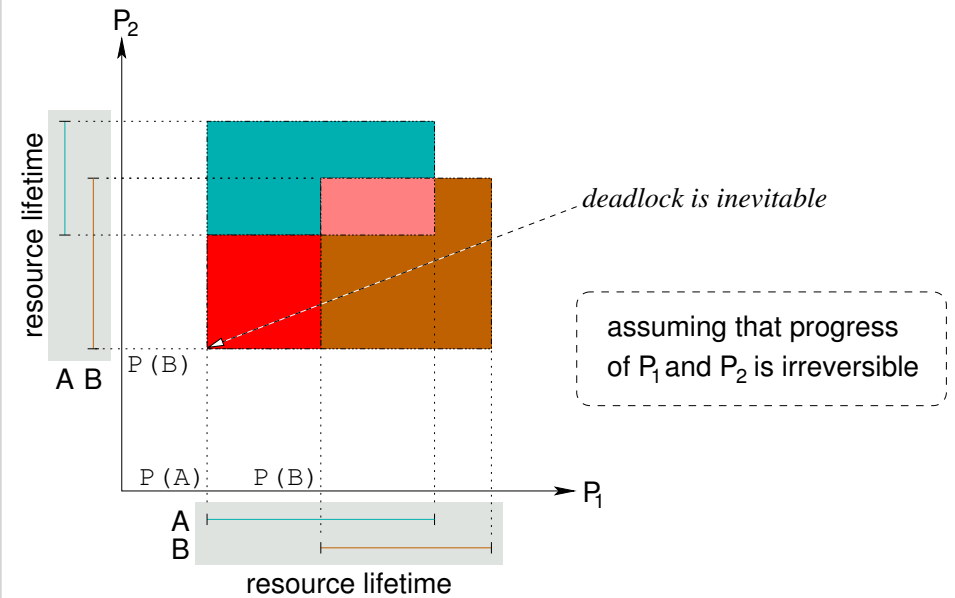 P2
resource lifetime
A B
deadlock is inevitable
assuming that progress
of P1 and P2 is irreversible
P(B)
P(A) P(B)
P1
A
B
resource lifetime